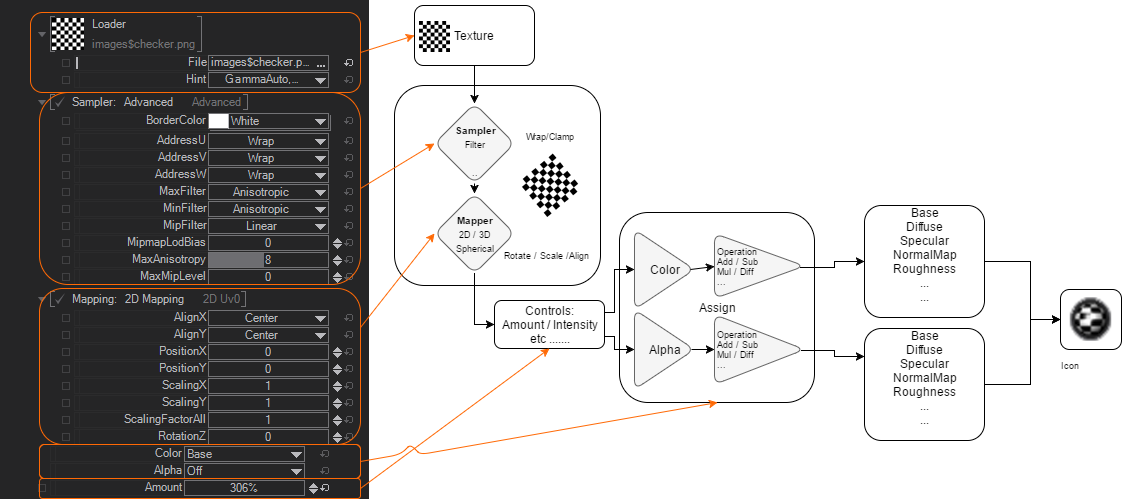 Loader
images$checker.png
File images$checker.p... ...
Hint GammaAuto,...
Sampler: Advanced Advanced
BorderColor White
AddressU Wrap
AddressV Wrap
AddressW Wrap
MaxFilter Anisotropic
MinFilter Anisotropic
MipFilter Linear
MipmapLodBias 0
MaxAnisotropy 8
MaxMipLevel 0
Mapping: 2D Mapping 2D Uv0
AlignX Center
AlignY Center
PositionX 0
PositionY 0
ScalingX 1
ScalingY 1
ScalingFactorAll 1
RotationZ 0
Color Base
Alpha Off
Amount 306%
Texture
Sampler
Filter
..
Wrap/Clamp
Mapper
2D / 3D
Spherical
Rotate / Scale /Align
Controls:
Amount / Intensity
etc .......
Color
Operation
Add / Sub
Mul / Diff
...
Assign
Alpha
Operation
Add / Sub
Mul / Diff
...
Base
Diffuse
Specular
NormalMap
Roughness
...
...
Base
Diffuse
Specular
NormalMap
Roughness
...
...
Icon